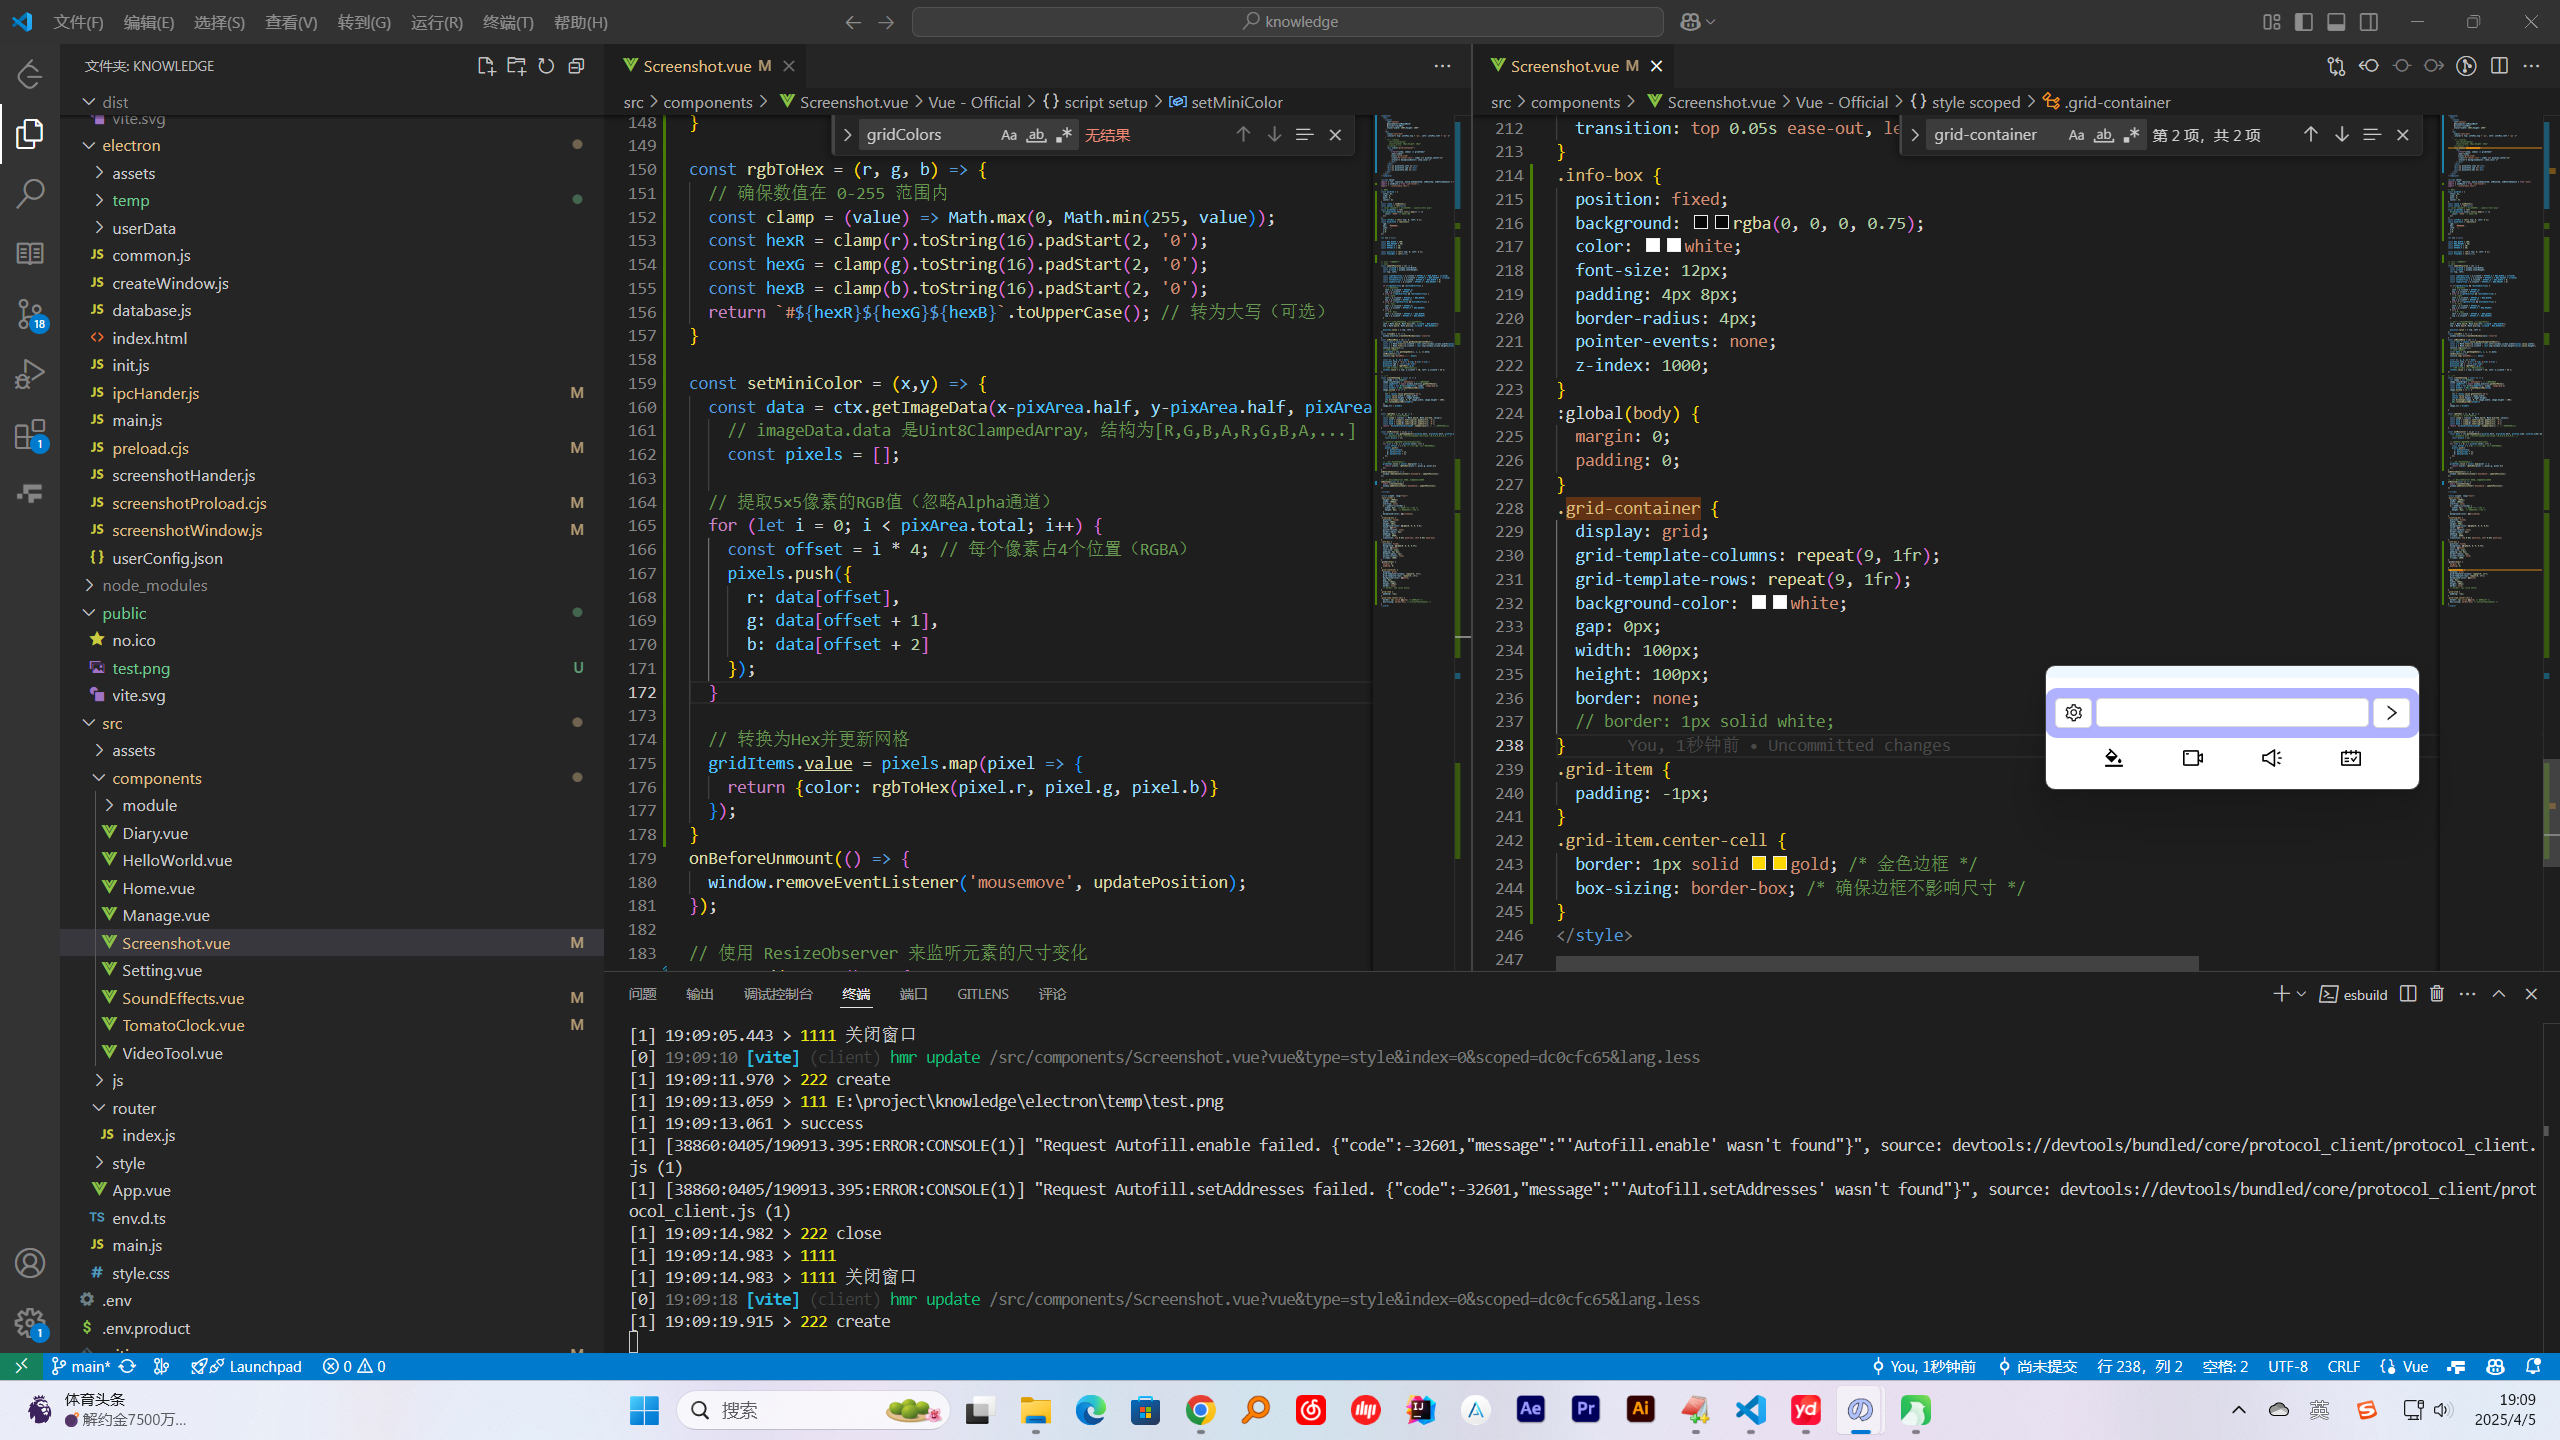 文件(F) 编辑(E) 选择(S) 查看(V) 转到(G) 运行(R) 终端(T) 帮助(H)
knowledge
文件夹: KNOWLEDGE
dist
vite.svg
electron
assets
temp
userData
JS common.js
JS createWindow.js
JS database.js
<> index.html
JS init.js
JS ipcHander.js M
JS main.js
JS preload.cjs M
JS screenshotHander.js
JS screenshotProload.cjs M
JS screenshotWindow.js M
{} userConfig.json
node_modules
public
no.ico
test.png U
vite.svg
src
assets
components
module
Diary.vue
HelloWorld.vue
Home.vue
Manage.vue
Screenshot.vue M
Setting.vue
SoundEffects.vue M
TomatoClock.vue M
VideoTool.vue
js
router
JS index.js
style
App.vue
TS env.d.ts
JS main.js
# style.css
.env
$ .env.product
18
1
1
Screenshot.vue M
src > components > Screenshot.vue > Vue - Official > {} script setup > setMiniColor
gridColors Aa ab .* 无结果
148 }
149
150 const rgbToHex = (r, g, b) => {
151 // 确保数值在 0-255 范围内
152 const clamp = (value) => Math.max(0, Math.min(255, value));
153 const hexR = clamp(r).toString(16).padStart(2, '0');
154 const hexG = clamp(g).toString(16).padStart(2, '0');
155 const hexB = clamp(b).toString(16).padStart(2, '0');
156 return `#${hexR}${hexG}${hexB}`.toUpperCase(); // 转为大写（可选）
157 }
158
159 const setMiniColor = (x,y) => {
160 const data = ctx.getImageData(x-pixArea.half, y-pixArea.half, pixArea
161 // imageData.data 是Uint8ClampedArray，结构为[R,G,B,A,R,G,B,A,...]
162 const pixels = [];
163
164 // 提取5x5像素的RGB值（忽略Alpha通道）
165 for (let i = 0; i < pixArea.total; i++) {
166 const offset = i * 4; // 每个像素占4个位置（RGBA）
167 pixels.push({
168 r: data[offset],
169 g: data[offset + 1],
170 b: data[offset + 2]
171 });
172 }
173
174 // 转换为Hex并更新网格
175 gridItems.value = pixels.map(pixel => {
176 return {color: rgbToHex(pixel.r, pixel.g, pixel.b)}
177 });
178 }
179 onBeforeUnmount(() => {
180 window.removeEventListener('mousemove', updatePosition);
181 });
182
183 // 使用 ResizeObserver 来监听元素的尺寸变化
Screenshot.vue M
src > components > Screenshot.vue > Vue - Official > {} style scoped > .grid-container
grid-container Aa ab .* 第 2 项，共 2 项
212 transition: top 0.05s ease-out, le
213 }
214 .info-box {
215 position: fixed;
216 background: rgba(0, 0, 0, 0.75);
217 color: white;
218 font-size: 12px;
219 padding: 4px 8px;
220 border-radius: 4px;
221 pointer-events: none;
222 z-index: 1000;
223 }
224 :global(body) {
225 margin: 0;
226 padding: 0;
227 }
228 .grid-container {
229 display: grid;
230 grid-template-columns: repeat(9, 1fr);
231 grid-template-rows: repeat(9, 1fr);
232 background-color: white;
233 gap: 0px;
234 width: 100px;
235 height: 100px;
236 border: none;
237 // border: 1px solid white;
238 } You, 1秒钟前 • Uncommitted changes
239 .grid-item {
240 padding: -1px;
241 }
242 .grid-item.center-cell {
243 border: 1px solid gold; /* 金色边框 */
244 box-sizing: border-box; /* 确保边框不影响尺寸 */
245 }
246 </style>
247
问题 输出 调试控制台 终端 端口 GITLENS 评论
esbuild
[1] 19:09:05.443 > 1111 关闭窗口
[0] 19:09:10 [vite] (client) hmr update /src/components/Screenshot.vue?vue&type=style&index=0&scoped=dc0cfc65&lang.less
[1] 19:09:11.970 > 222 create
[1] 19:09:13.059 > 111 E:\project\knowledge\electron\temp\test.png
[1] 19:09:13.061 > success
[1] [38860:0405/190913.395:ERROR:CONSOLE(1)] "Request Autofill.enable failed. {"code":-32601,"message":"'Autofill.enable' wasn't found"}", source: devtools://devtools/bundled/core/protocol_client/protocol_client.
js (1)
[1] [38860:0405/190913.395:ERROR:CONSOLE(1)] "Request Autofill.setAddresses failed. {"code":-32601,"message":"'Autofill.setAddresses' wasn't found"}", source: devtools://devtools/bundled/core/protocol_client/prot
ocol_client.js (1)
[1] 19:09:14.982 > 222 close
[1] 19:09:14.983 > 1111
[1] 19:09:14.983 > 1111 关闭窗口
[0] 19:09:18 [vite] (client) hmr update /src/components/Screenshot.vue?vue&type=style&index=0&scoped=dc0cfc65&lang.less
[1] 19:09:19.915 > 222 create
main* Launchpad 0 0
You, 1秒钟前 尚未提交 行 238，列 2 空格: 2 UTF-8 CRLF {} Vue
体育头条
解约金7500万...
搜索
Ae Pr Ai yd
英
19:09
2025/4/5